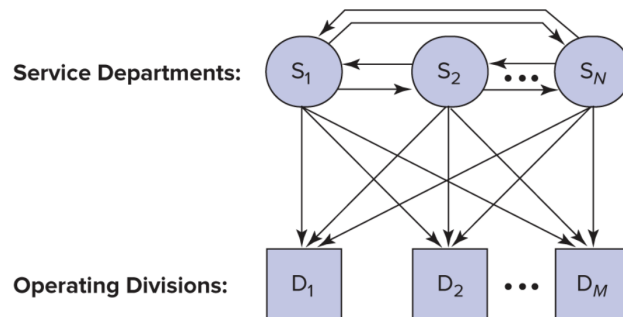 Service Departments: S1 S2 ••• SN
Operating Divisions: D1 D2 ••• DM